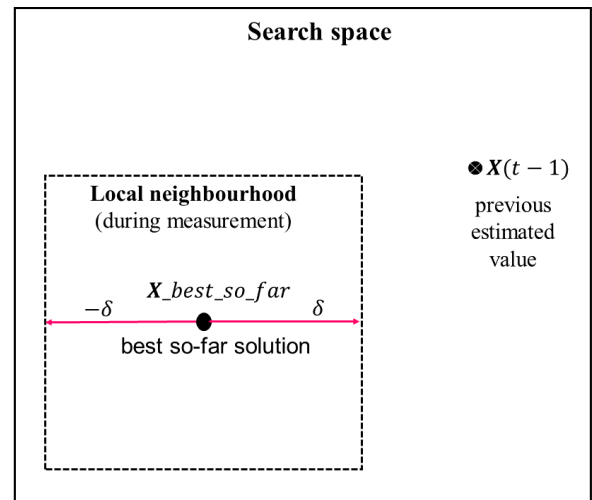 Search space
Local neighbourhood
(during measurement)
X(t − 1)
previous
estimated
value
X_best_so_far
−δ δ
best so-far solution